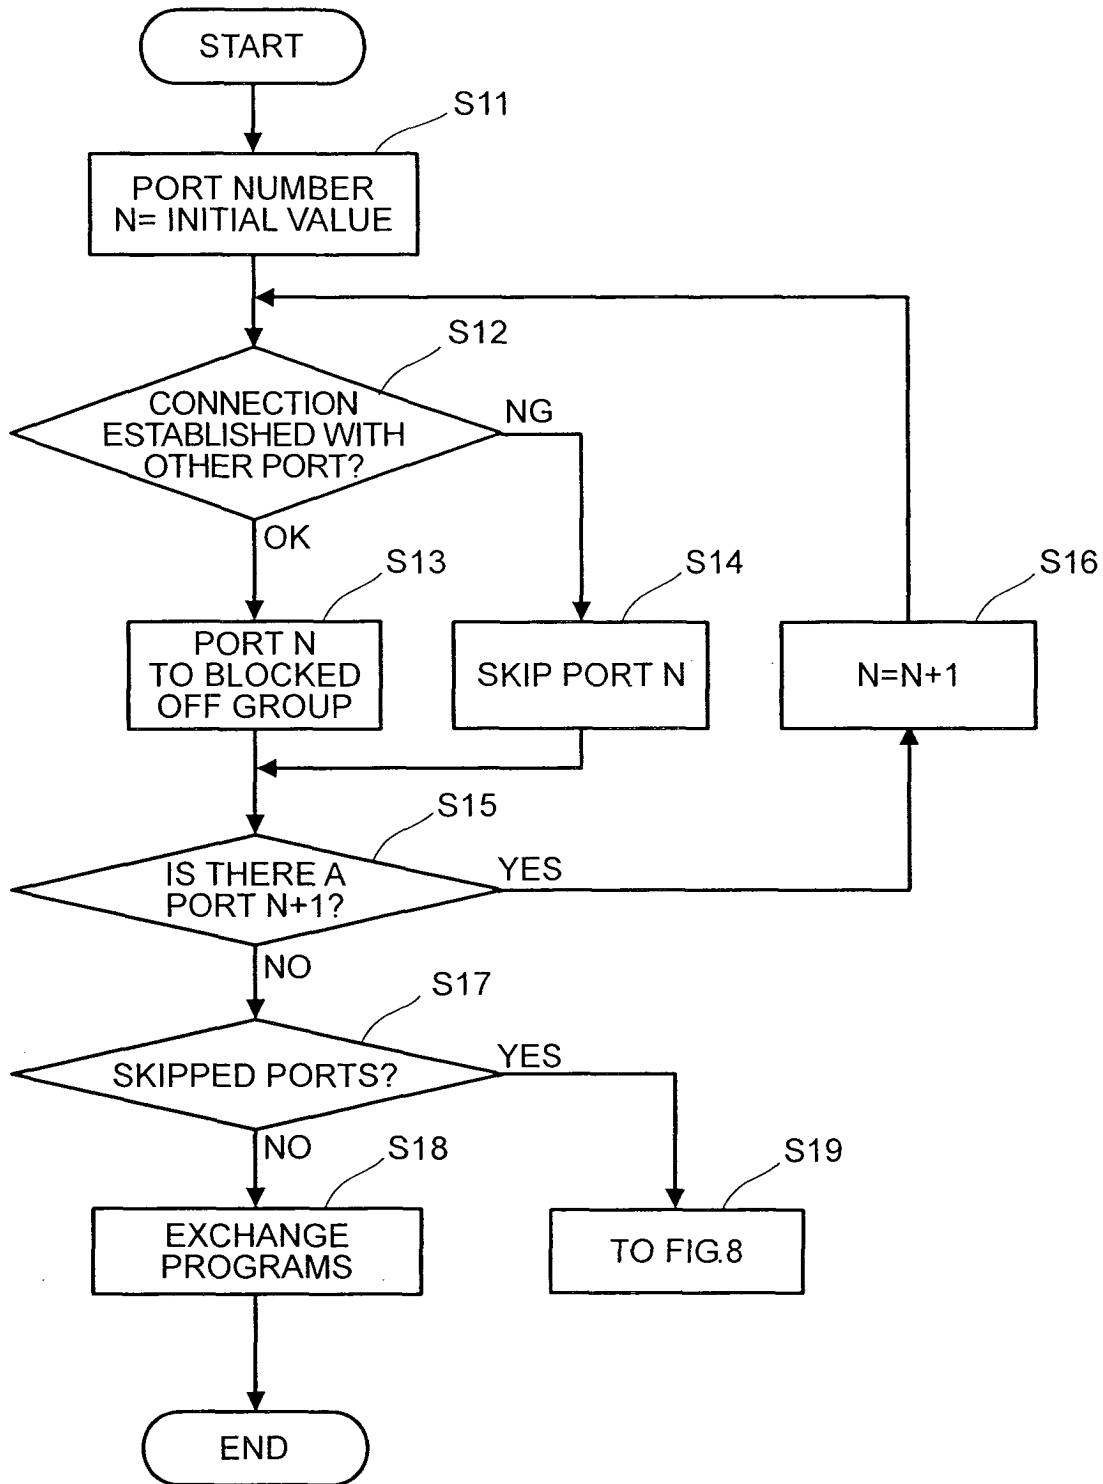 START
S11
PORT NUMBER
N= INITIAL VALUE
S12
CONNECTION
ESTABLISHED WITH
OTHER PORT?
NG
OK
S13
PORT N
TO BLOCKED
OFF GROUP
S14
SKIP PORT N
S16
N=N+1
S15
IS THERE A
PORT N+1?
YES
NO
S17
SKIPPED PORTS?
YES
NO
S18
EXCHANGE
PROGRAMS
S19
TO FIG.8
END